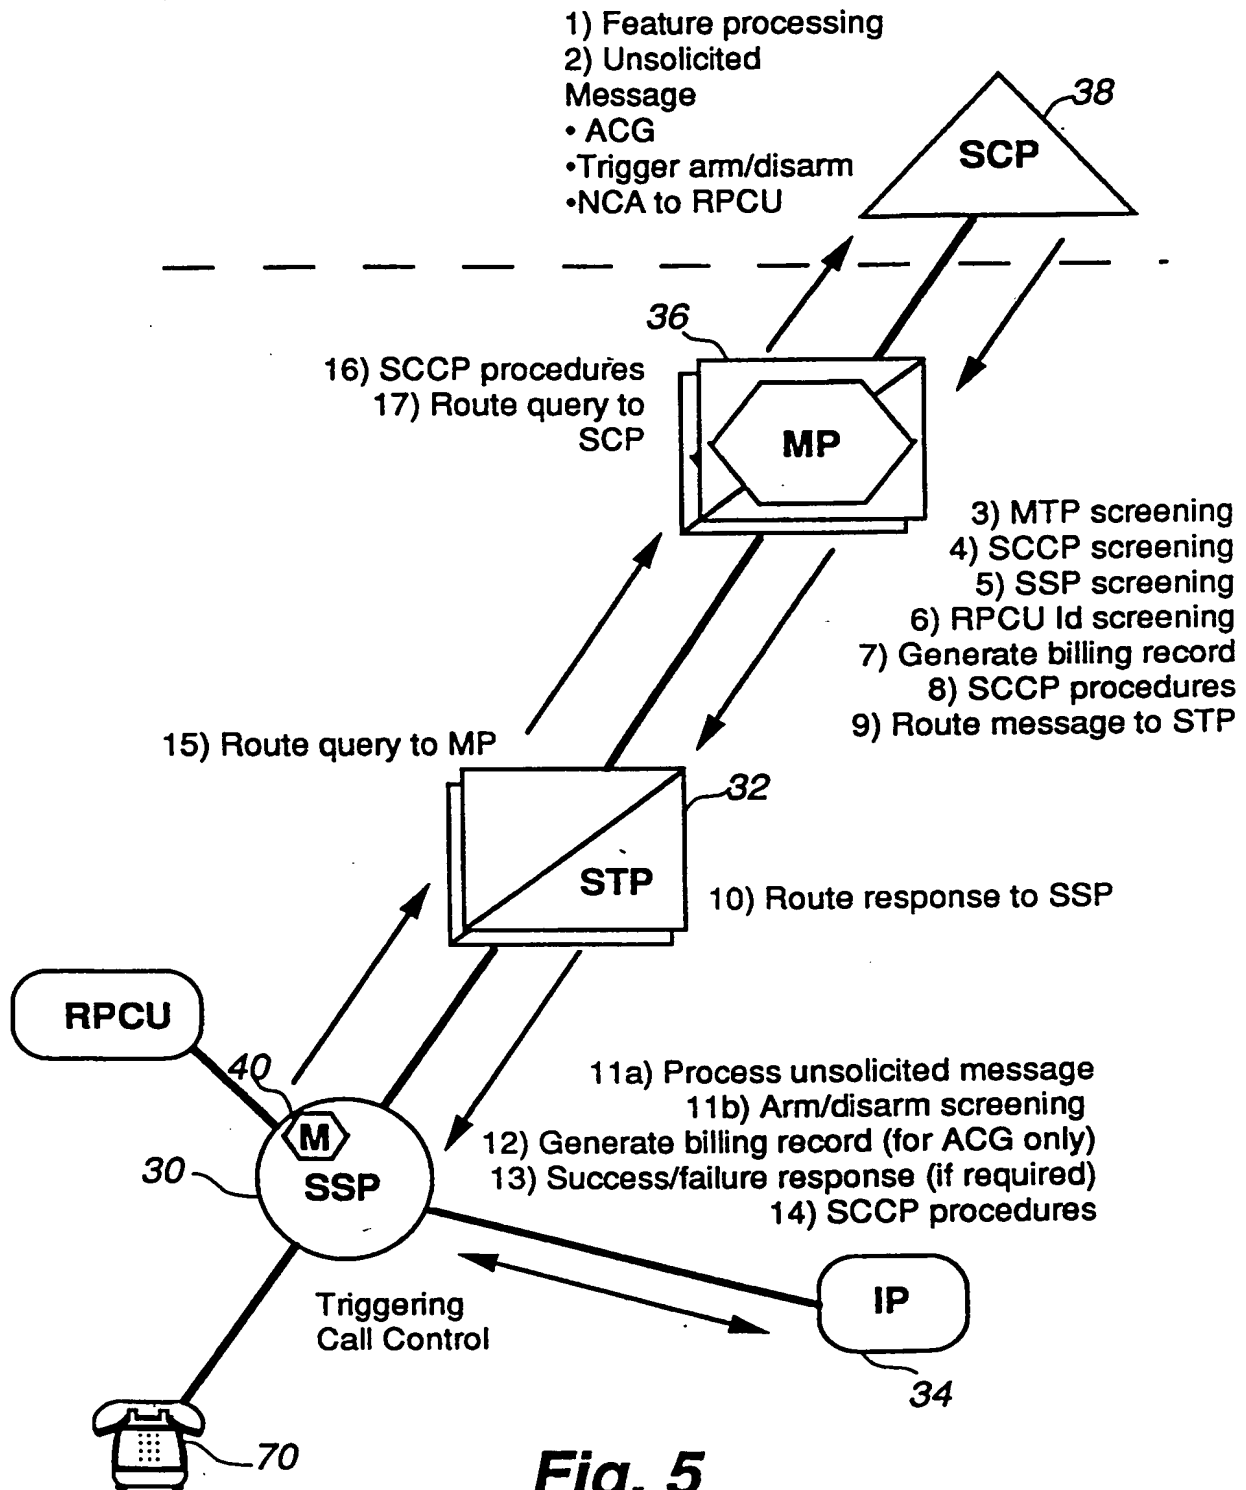 1) Feature processing
2) Unsolicited
Message
• ACG
•Trigger arm/disarm
•NCA to RPCU
38
SCP
36
16) SCCP procedures
17) Route query to
SCP
MP
3) MTP screening
4) SCCP screening
5) SSP screening
6) RPCU Id screening
7) Generate billing record
8) SCCP procedures
9) Route message to STP
15) Route query to MP
32
STP
10) Route response to SSP
RPCU
40
M
30
SSP
11a) Process unsolicited message
11b) Arm/disarm screening
12) Generate billing record (for ACG only)
13) Success/failure response (if required)
14) SCCP procedures
Triggering
Call Control
IP
34
70
Fig. 5